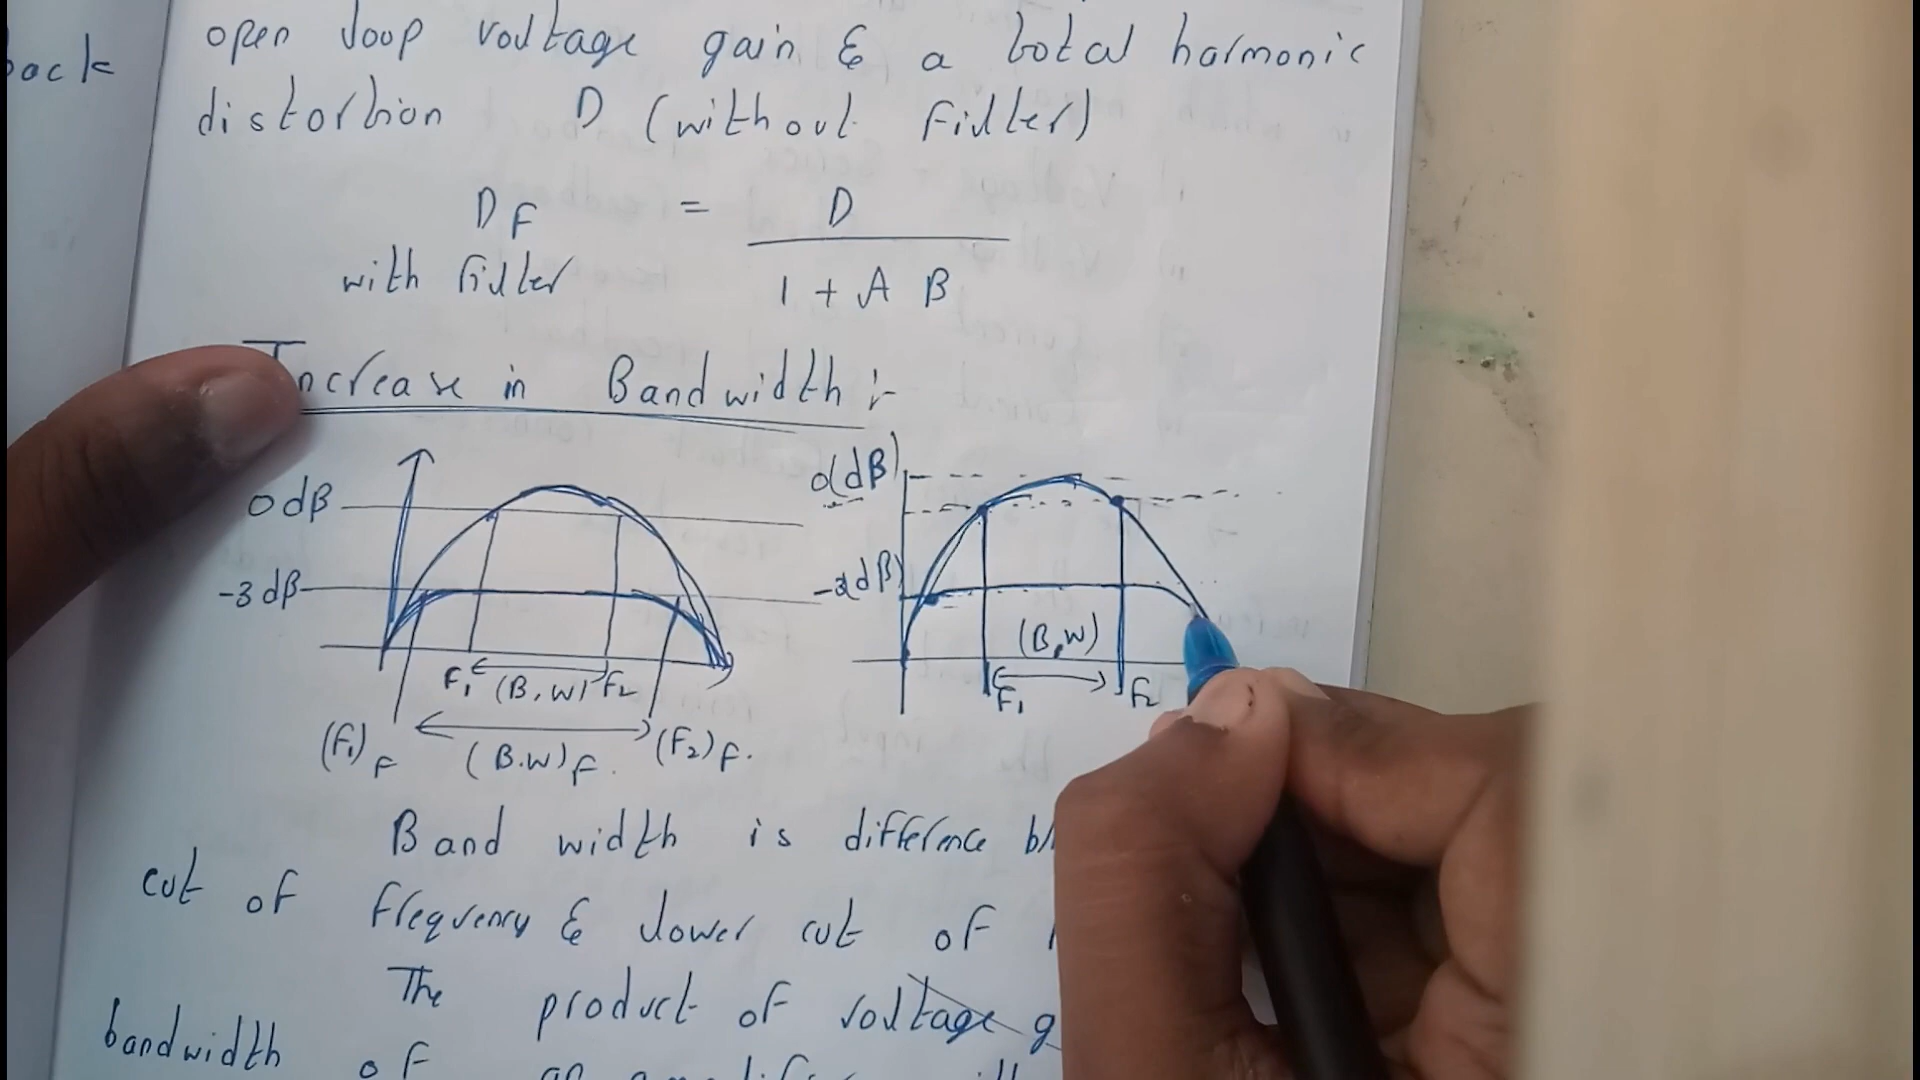 back
open loop voltage gain & a total harmonic
distortion D (without Filter)
DF = D
with filter 1 + A B
Increase in Bandwidth :-
0 dB
-3 dB
F1 (B.W) F2
(F1)F (B.W)F. (F2)F.
0(dB)
(B.W)
F1 F2
Band width is difference b/
cut of frequency & lower cut of
The product of voltage g
bandwidth of an